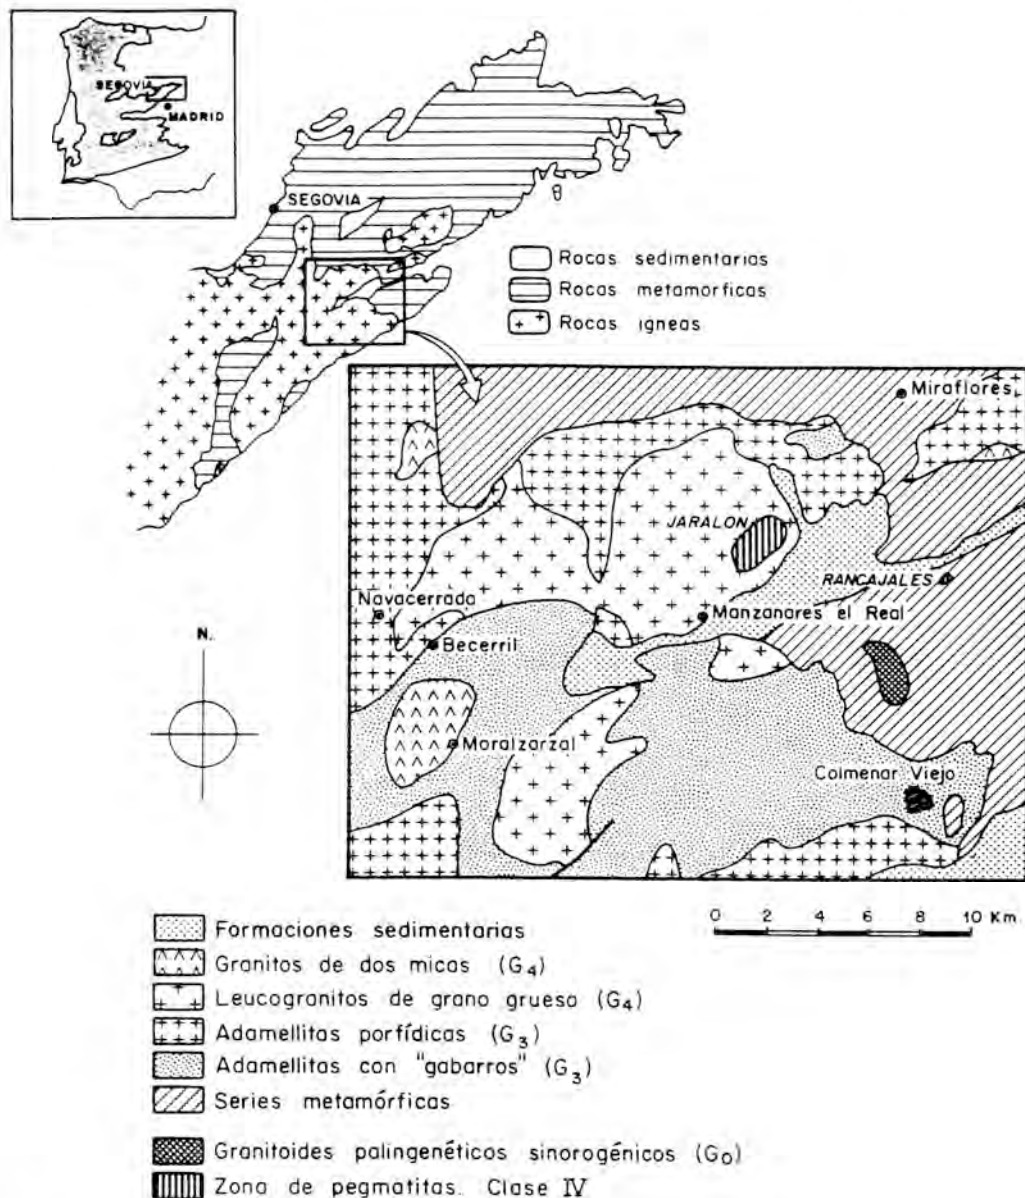 SEGOVIA
MADRID
SEGOVIA
Rocas sedimentarias
Rocas metamórficas
Rocas igneas
Miraflores
JARALON
RANCAJALES
Navacerrada
Manzanares el Real
N.
Becerril
Moralzarzal
Colmenar Viejo
0 2 4 6 8 10 Km.
Formaciones sedimentarias
Granitos de dos micas (G4)
Leucogranitos de grano grueso (G4)
Adamellitas porfídicas (G3)
Adamellitas con "gabarros" (G3)
Series metamórficas
Granitoides palingenéticos sinorogénicos (G0)
Zona de pegmatitas. Clase IV